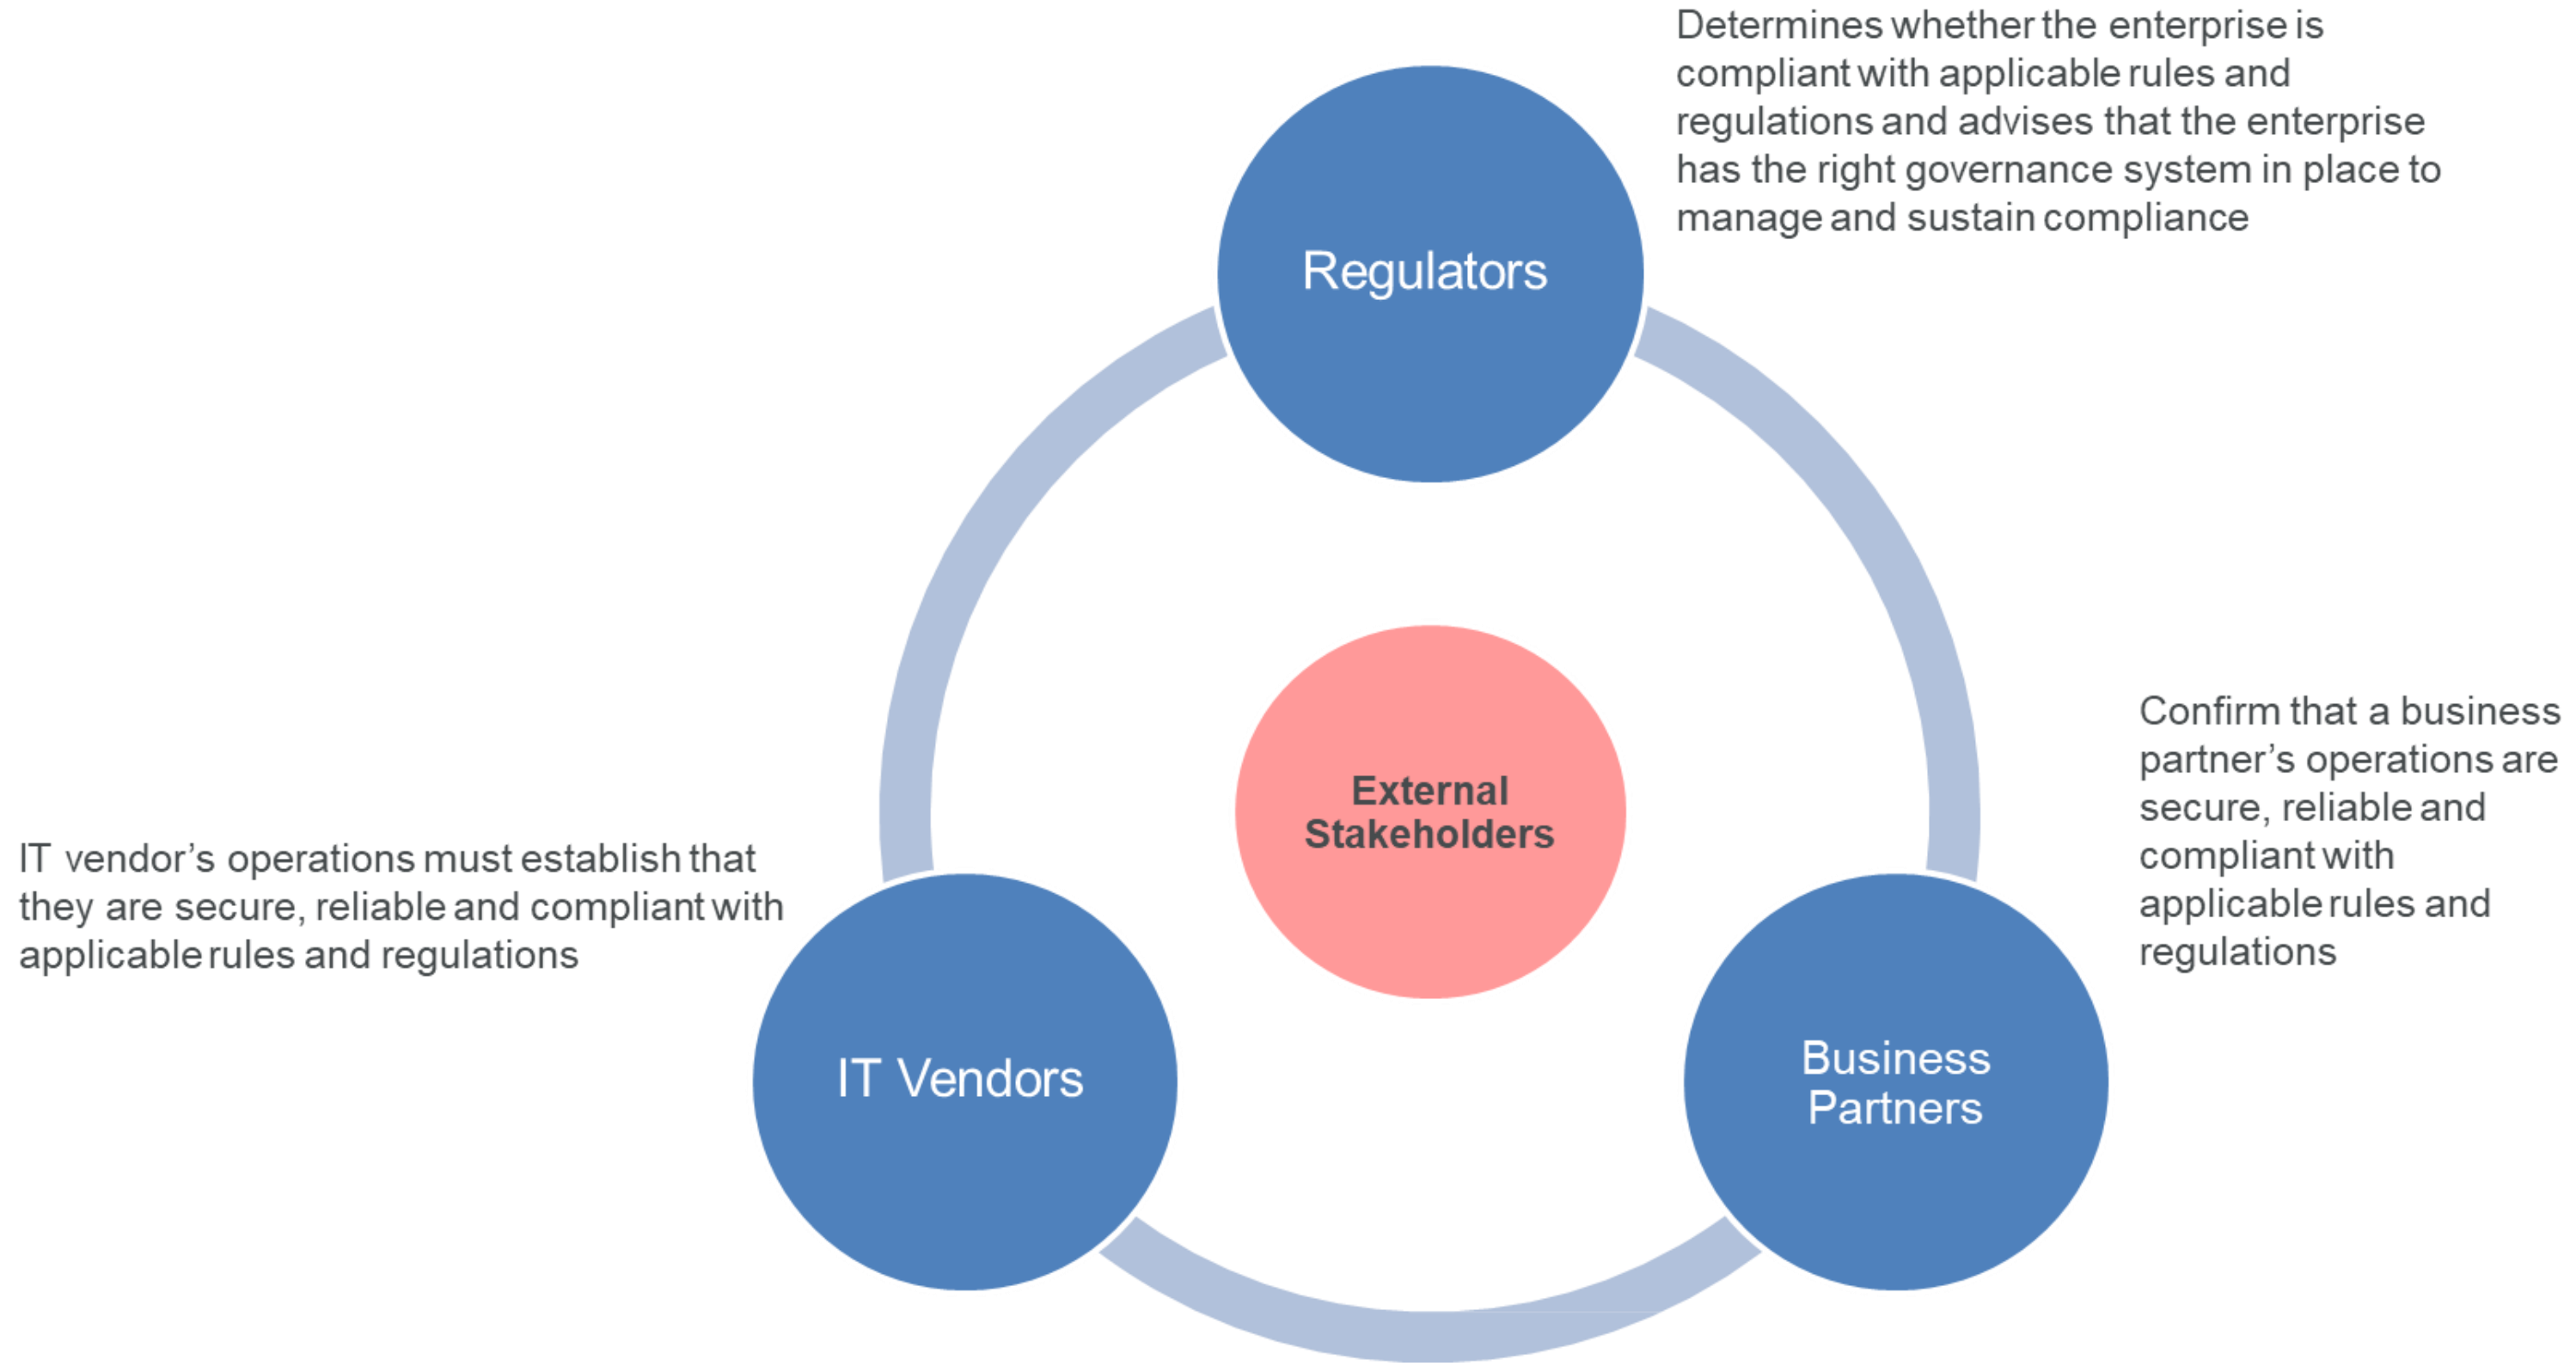 Determines whether the enterprise is
compliant with applicable rules and
regulations and advises that the enterprise
has the right governance system in place to
manage and sustain compliance
Regulators
External
Stakeholders
Confirm that a business
partner’s operations are
secure, reliable and
compliant with
applicable rules and
regulations
IT vendor’s operations must establish that
they are secure, reliable and compliant with
applicable rules and regulations
IT Vendors
Business
Partners